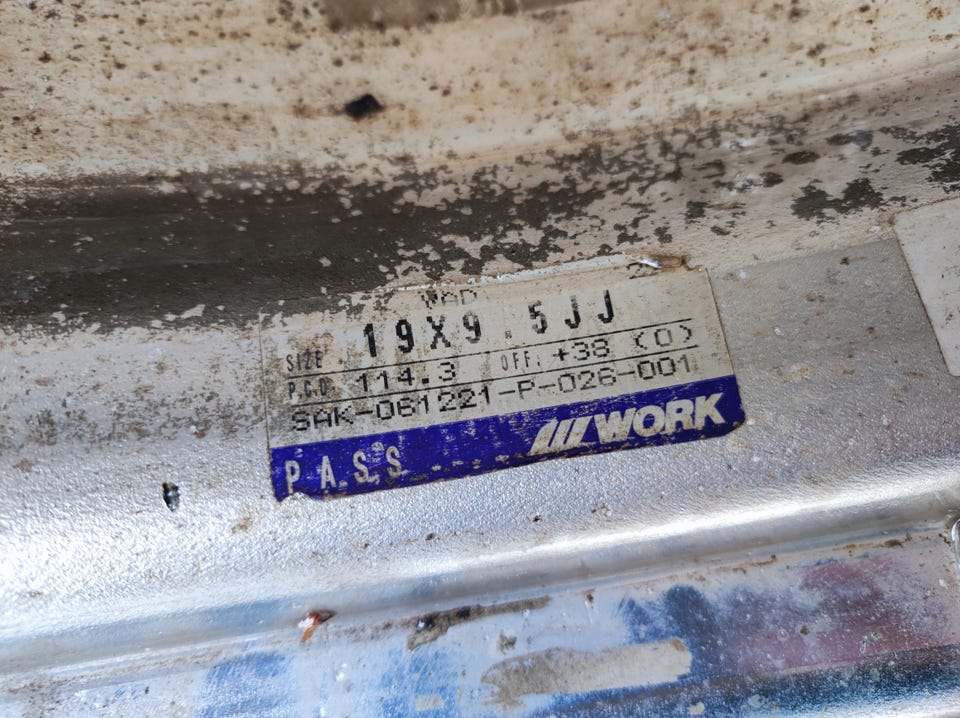 SIZE 19X9.5JJ
P.C.D. 114.3 OFF. +38 (O)
SAK-061221-P-026-001
P.A.S.S. WORK